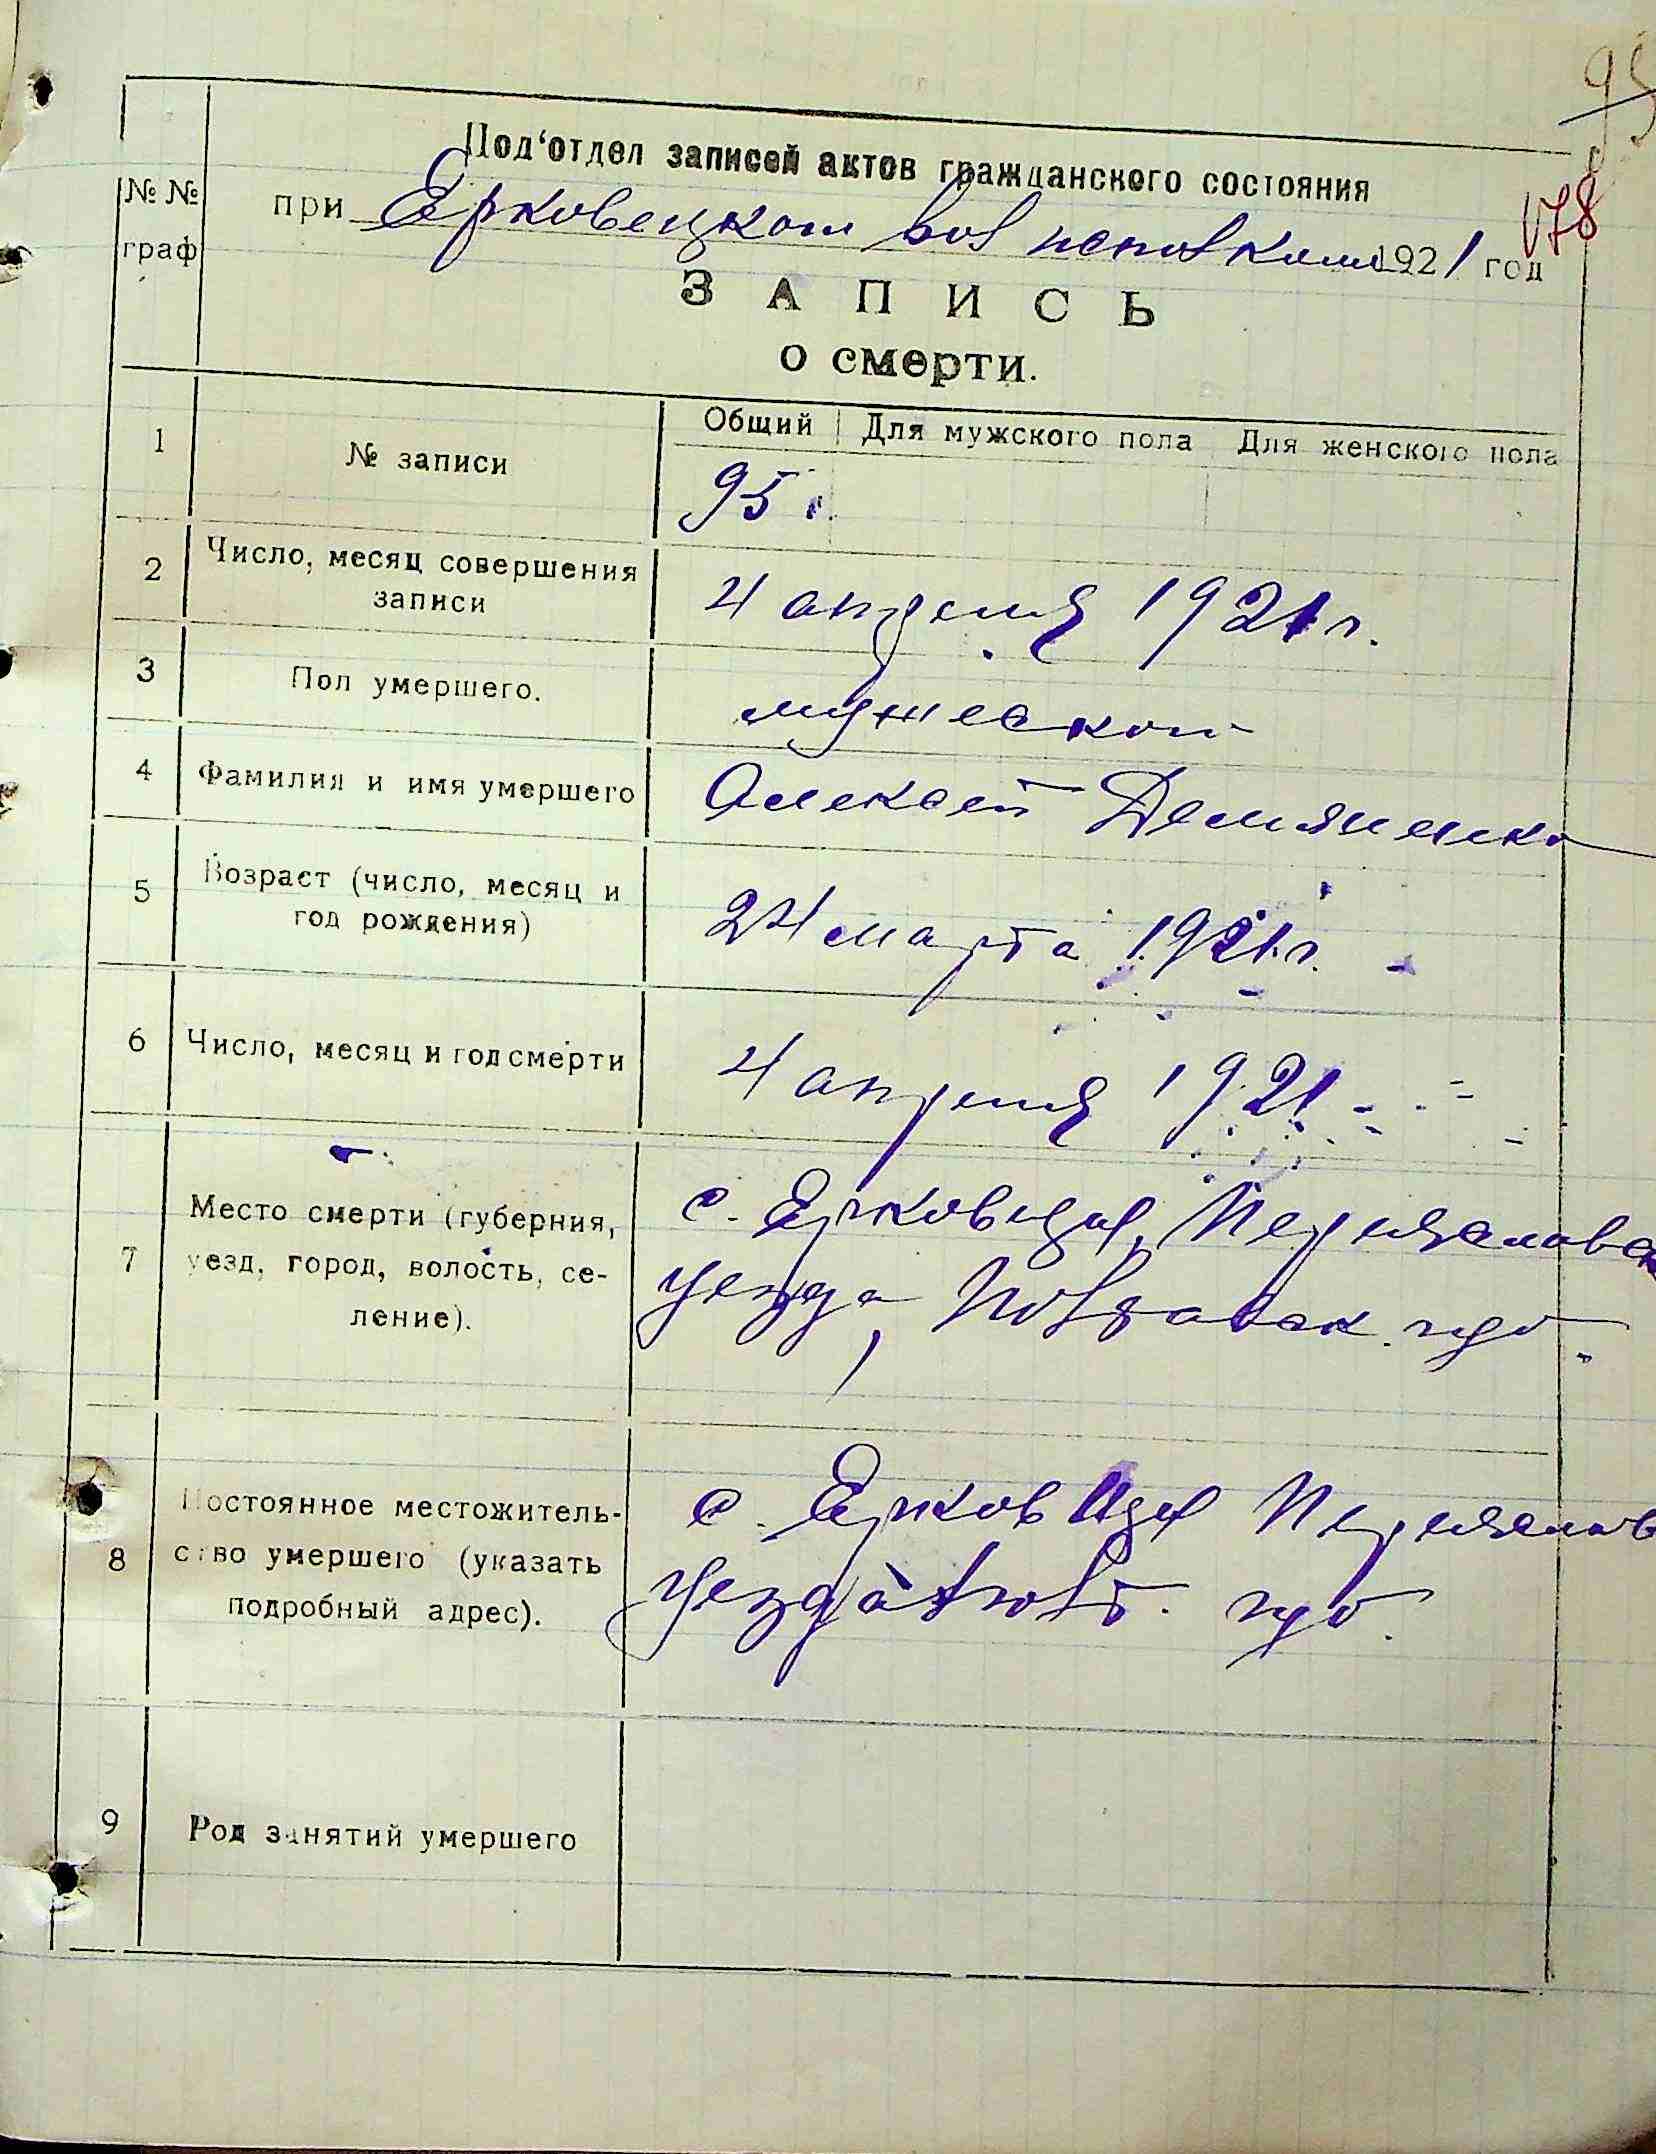 95
178
Под'отдел записей актов гражданского состояния
№ № граф
при Ерковецком вол исполкоме 1921 год
ЗАПИСЬ
о смерти.
1 № записи
Общий Для мужского пола Для женского пола
95
2 Число, месяц совершения
записи
4 апреля 1921 г.
3 Пол умершего.
мужеской
4 Фамилия и имя умершего
Алексей Демяненко
5 Возраст (число, месяц и
год рождения)
24 марта 1921 г.
6 Число, месяц и год смерти
4 апреля 1921
7 Место смерти (губерния,
уезд, город, волость, се-
ление).
с. Ерковцы, Переяславск
уезда, Полтавск. губ.
8 Постоянное местожитель-
ство умершего (указать
подробный адрес).
с. Ерковцы Переяслав
уезда Полт. губ.
9 Род занятий умершего